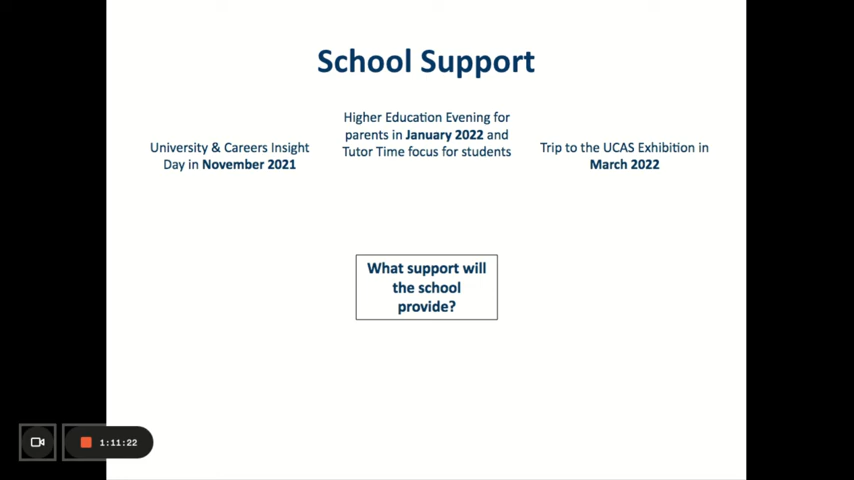 School Support
University & Careers Insight
Day in November 2021
Higher Education Evening for
parents in January 2022 and
Tutor Time focus for students
Trip to the UCAS Exhibition in
March 2022
What support will
the school
provide?
1:11:22